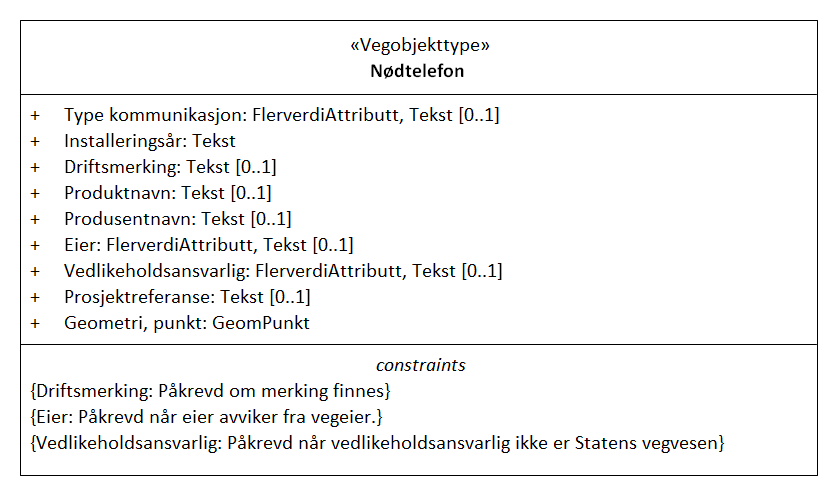 «Vegobjekttype»
Nødtelefon
+ Type kommunikasjon: FlerverdiAttributt, Tekst [0..1]
+ Installeringsår: Tekst
+ Driftsmerking: Tekst [0..1]
+ Produktnavn: Tekst [0..1]
+ Produsentnavn: Tekst [0..1]
+ Eier: FlerverdiAttributt, Tekst [0..1]
+ Vedlikeholdsansvarlig: FlerverdiAttributt, Tekst [0..1]
+ Prosjektreferanse: Tekst [0..1]
+ Geometri, punkt: GeomPunkt
constraints
{Driftsmerking: Påkrevd om merking finnes}
{Eier: Påkrevd når eier avviker fra vegeier.}
{Vedlikeholdsansvarlig: Påkrevd når vedlikeholdsansvarlig ikke er Statens vegvesen}